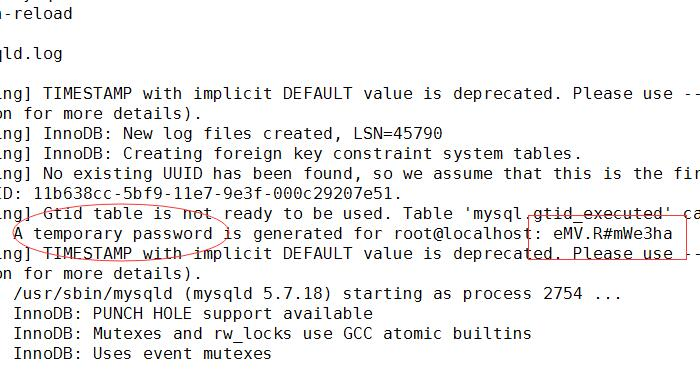 -reload
qld.log
ing] TIMESTAMP with implicit DEFAULT value is deprecated. Please use --
on for more details).
ing] InnoDB: New log files created, LSN=45790
ing] InnoDB: Creating foreign key constraint system tables.
ing] No existing UUID has been found, so we assume that this is the fir
ID: 11b638cc-5bf9-11e7-9e3f-000c29207e51.
ing] Gtid table is not ready to be used. Table 'mysql.gtid_executed' ca
A temporary password is generated for root@localhost: eMV.R#mWe3ha
ing] TIMESTAMP with implicit DEFAULT value is deprecated. Please use --
on for more details).
/usr/sbin/mysqld (mysqld 5.7.18) starting as process 2754 ...
InnoDB: PUNCH HOLE support available
InnoDB: Mutexes and rw_locks use GCC atomic builtins
InnoDB: Uses event mutexes